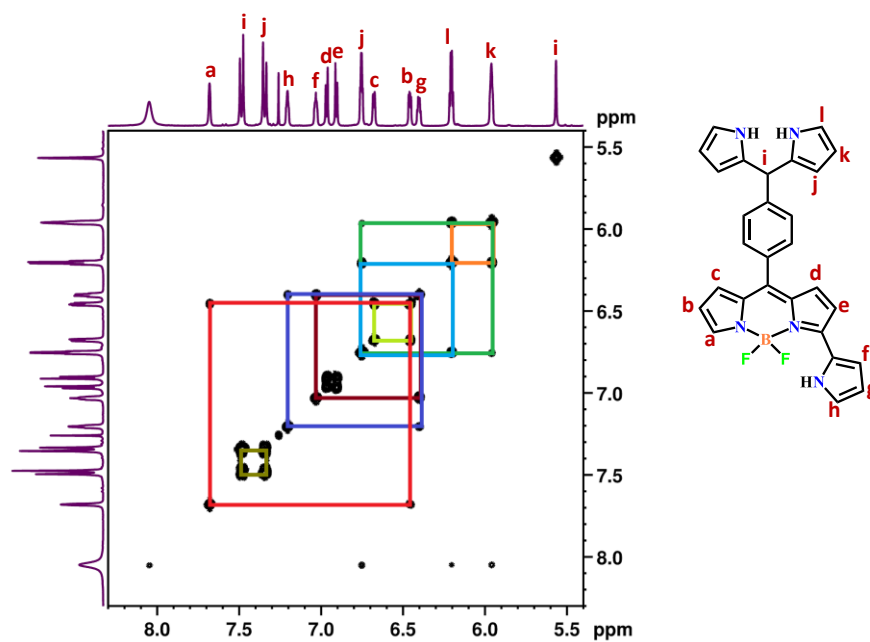 a i h j f d e j c b g l k i
ppm
5.5
6.0
6.5
7.0
7.5
8.0
8.0 7.5 7.0 6.5 6.0 5.5 ppm
NH HN l
i k
j
c d
b e
a N N
B
F F f
HN g
h